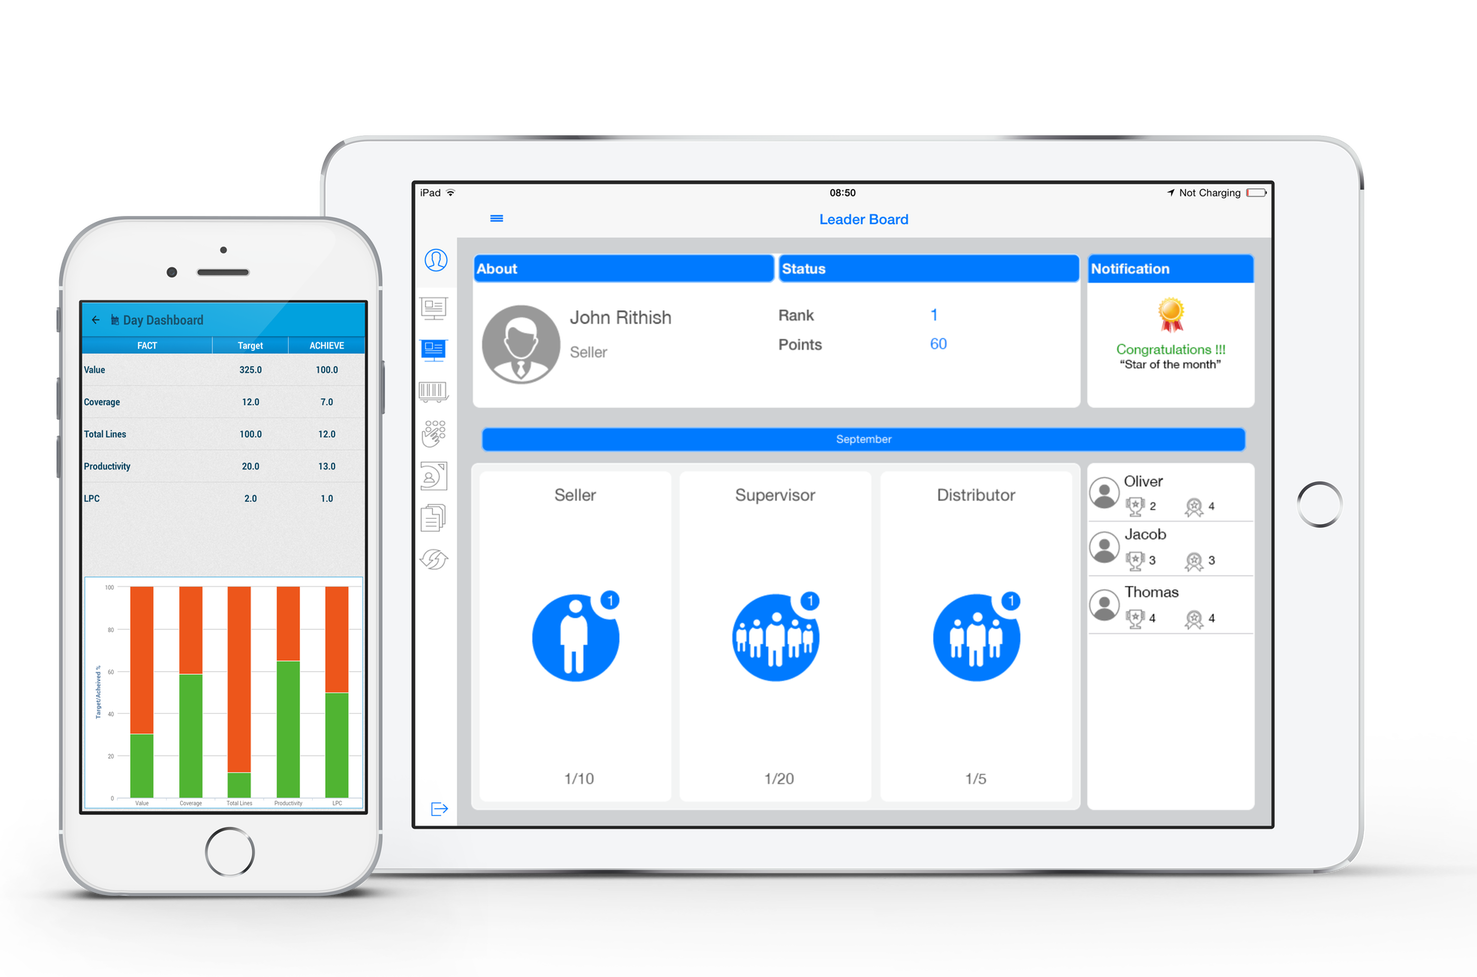 Day Dashboard
FACT Target ACHIEVE
Value 325.0 100.0
Coverage 12.0 7.0
Total Lines 100.0 12.0
Productivity 20.0 13.0
LPC 2.0 1.0
Target/Acheived %
100
80
60
40
20
0
Value Coverage Total Lines Productivity LPC
iPad 08:50 Not Charging
Leader Board
About Status Notification
John Rithish
Seller
Rank 1
Points 60
Congratulations !!!
“Star of the month”
September
Seller Supervisor Distributor
1 1 1
1/10 1/20 1/5
Oliver
2 4
Jacob
3 3
Thomas
4 4